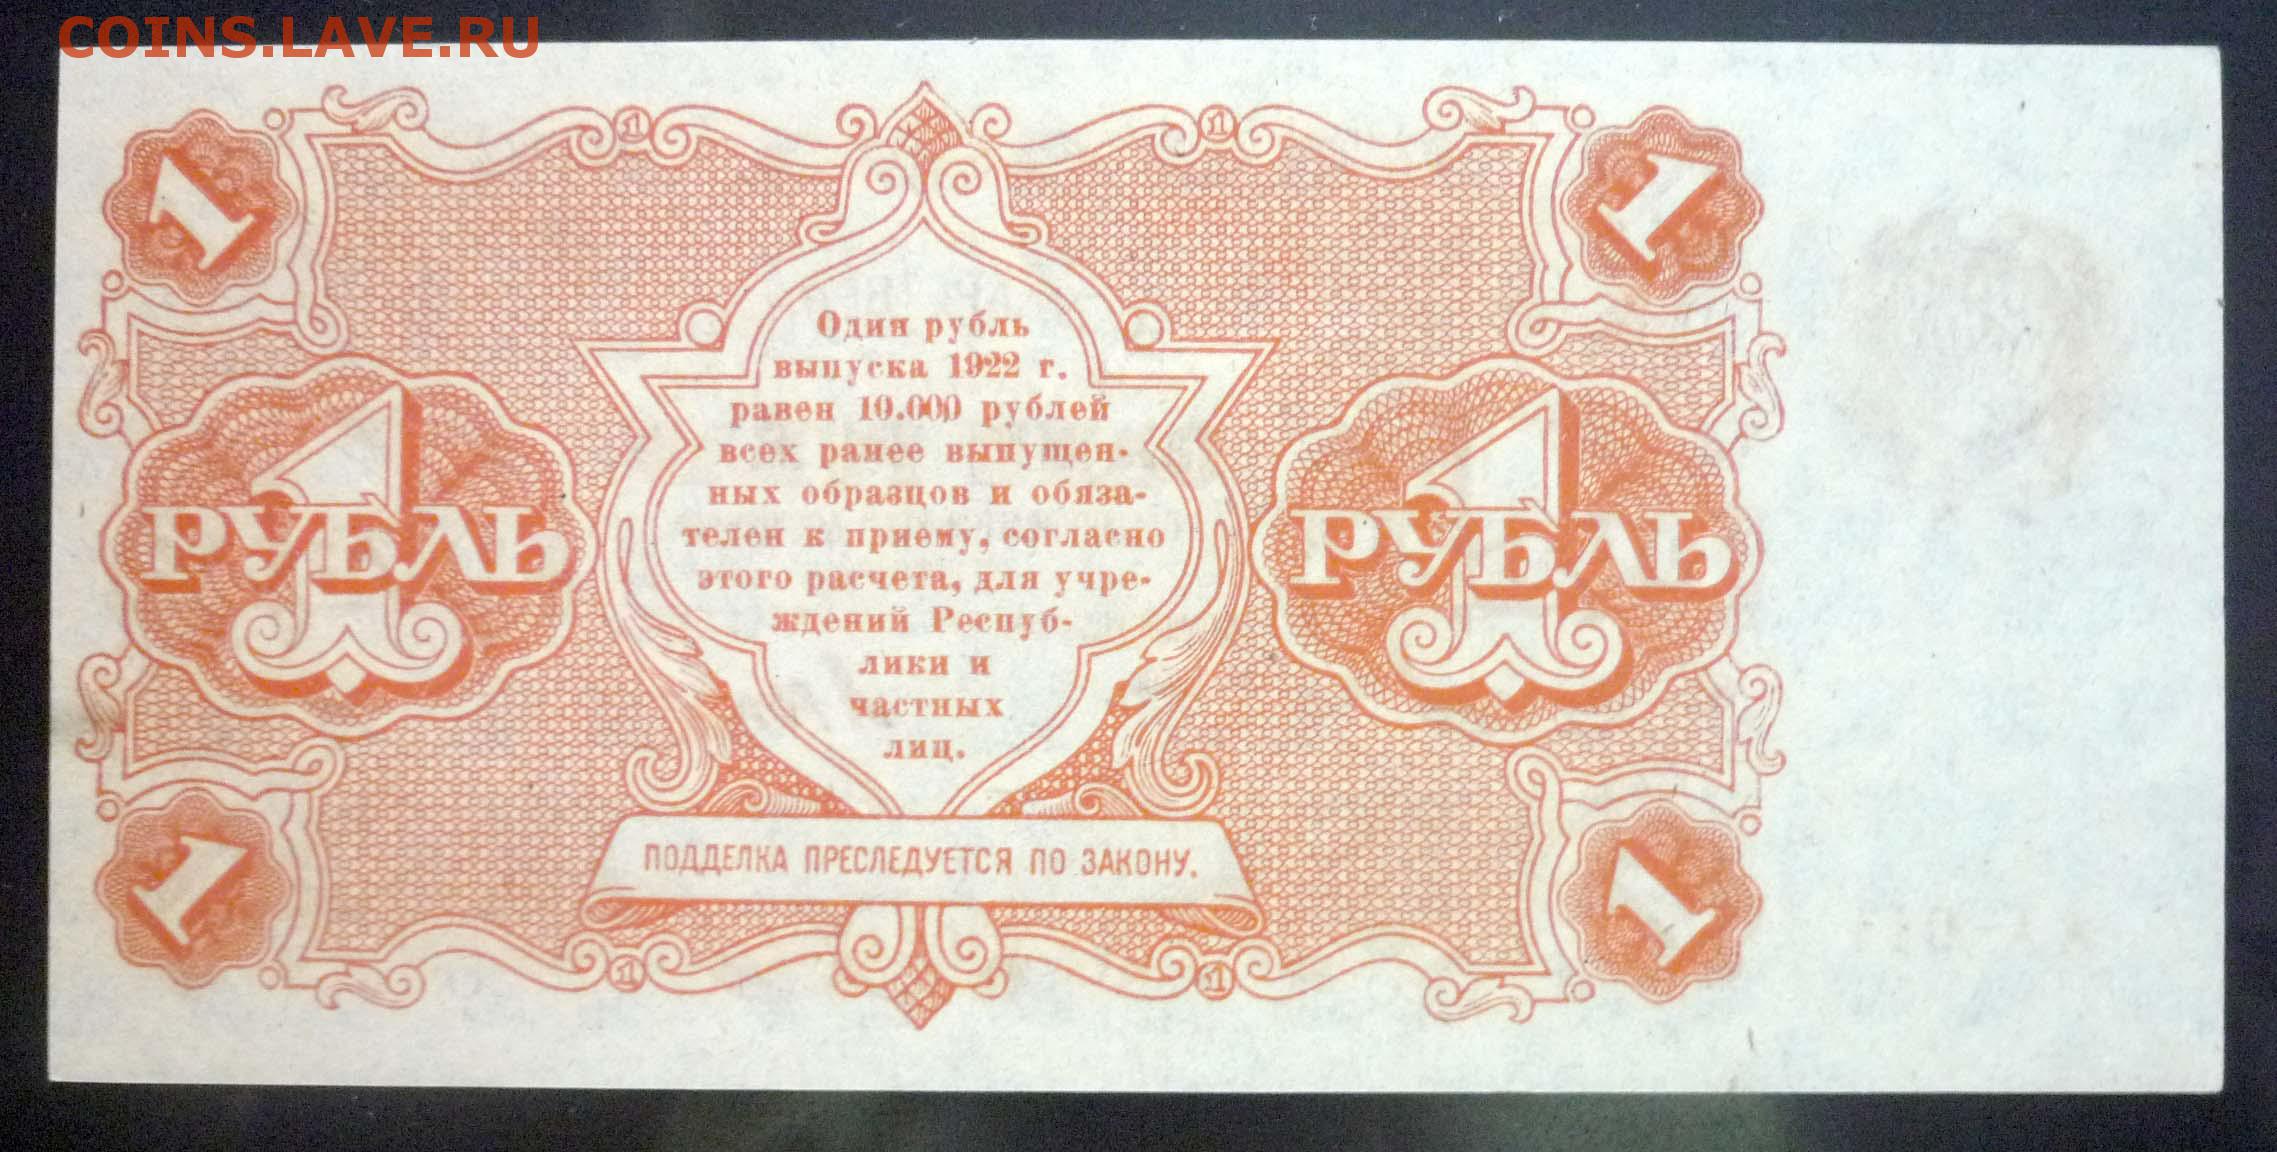 COINS.LAVE.RU
1
1
1
1
Один рубль
выпуска 1922 г.
равен 10.000 рублей
всех ранее выпущен-
ных образцов и обяза-
телен к приему, согласно
этого расчета, для учре-
ждений Респуб-
лики и
частных
лиц.
1
РУБЛЬ
1
РУБЛЬ
ПОДДЕЛКА ПРЕСЛЕДУЕТСЯ ПО ЗАКОНУ.
1
1
1
1